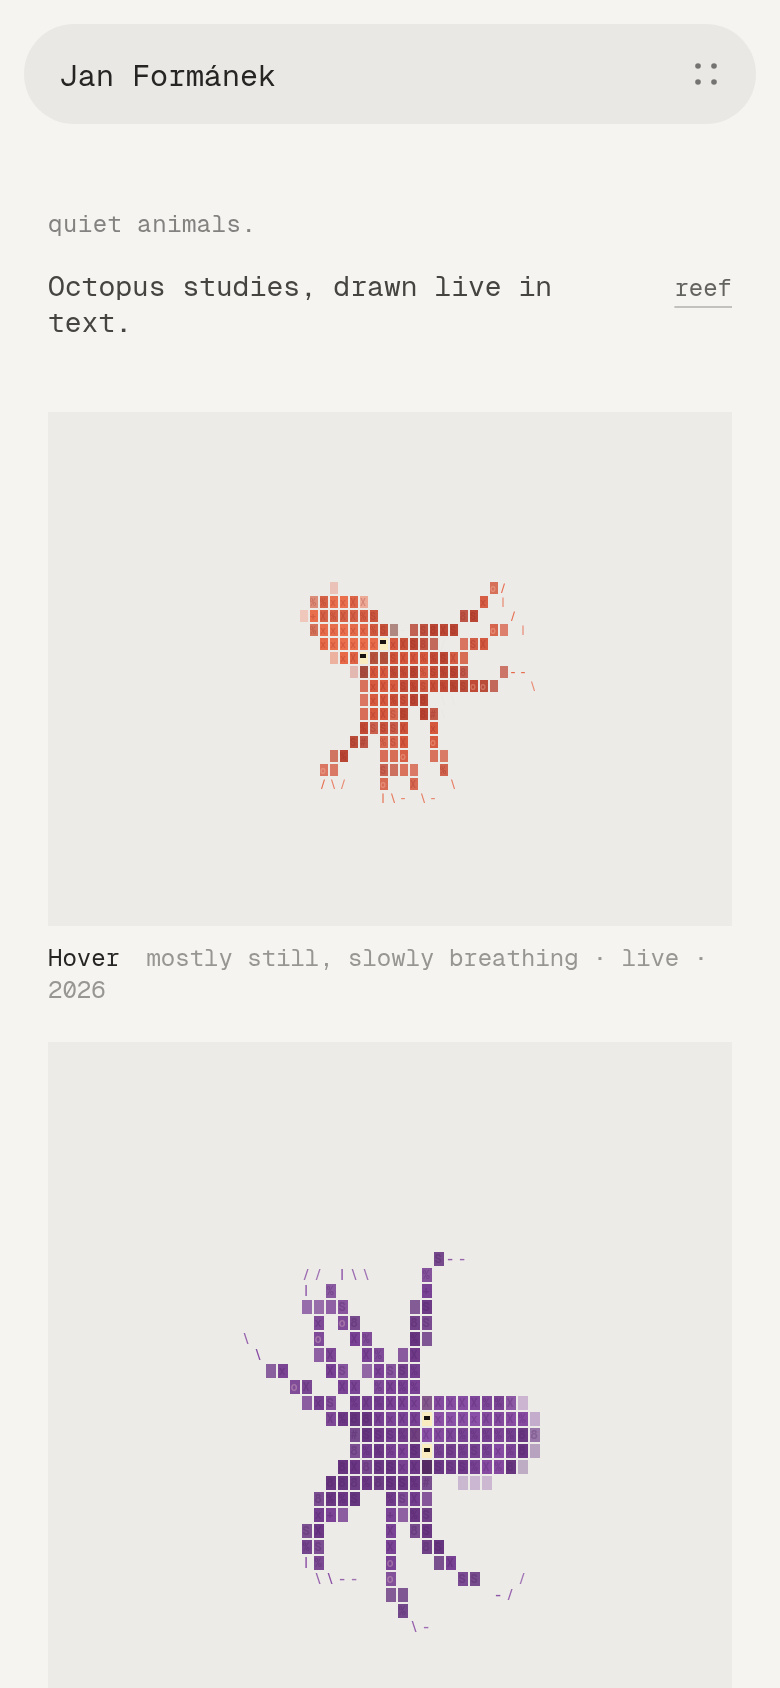 Jan Formánek
quiet animals.
Octopus studies, drawn live in
text.
reef
Hover mostly still, slowly breathing · live ·
2026